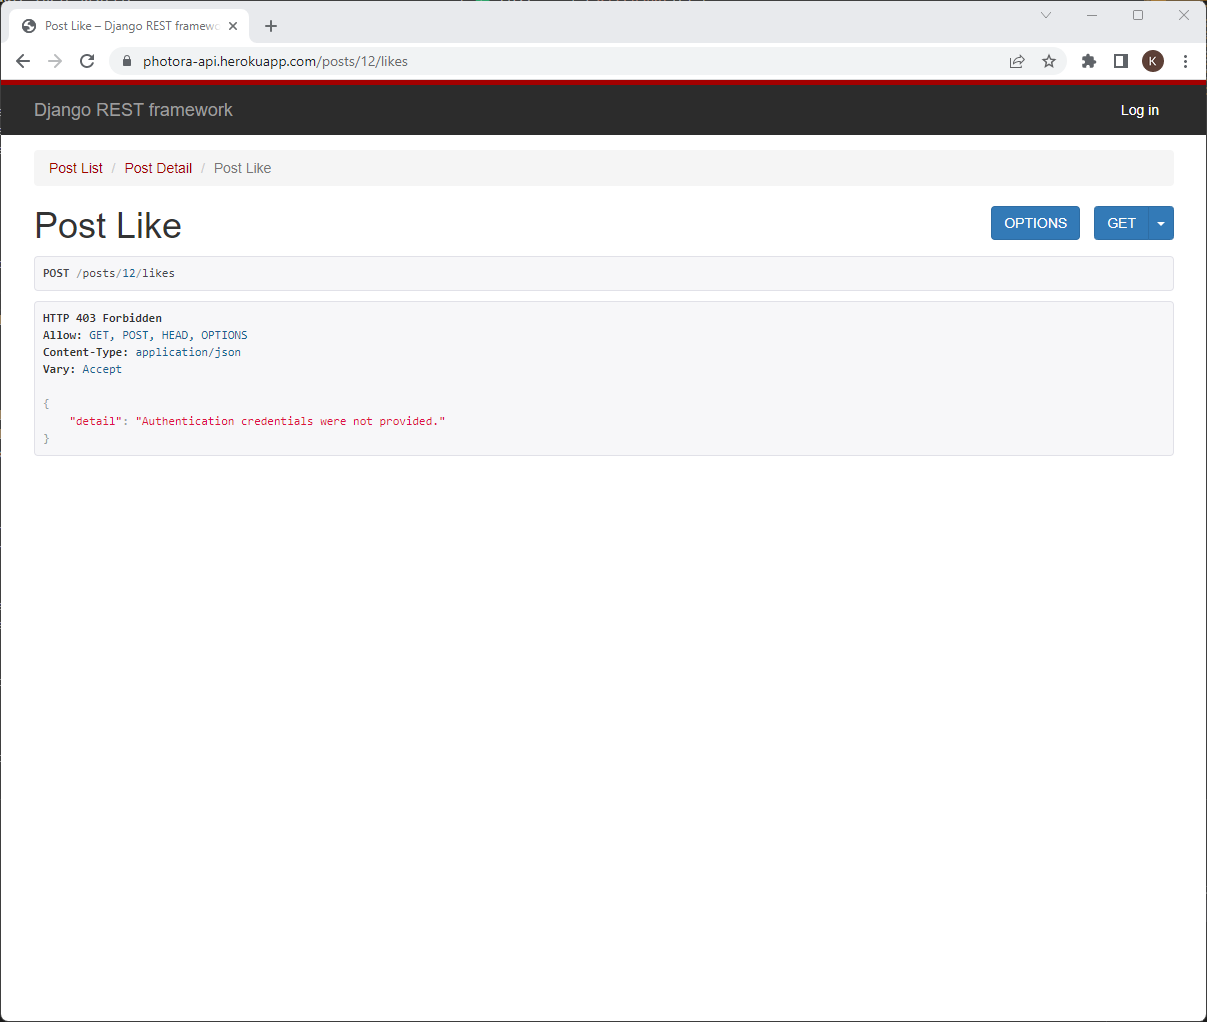 Post Like – Django REST framewo
photora-api.herokuapp.com/posts/12/likes
K
Django REST framework
Log in
Post List / Post Detail / Post Like
Post Like
OPTIONS
GET
POST /posts/12/likes
HTTP 403 Forbidden
Allow: GET, POST, HEAD, OPTIONS
Content-Type: application/json
Vary: Accept
{
"detail": "Authentication credentials were not provided."
}